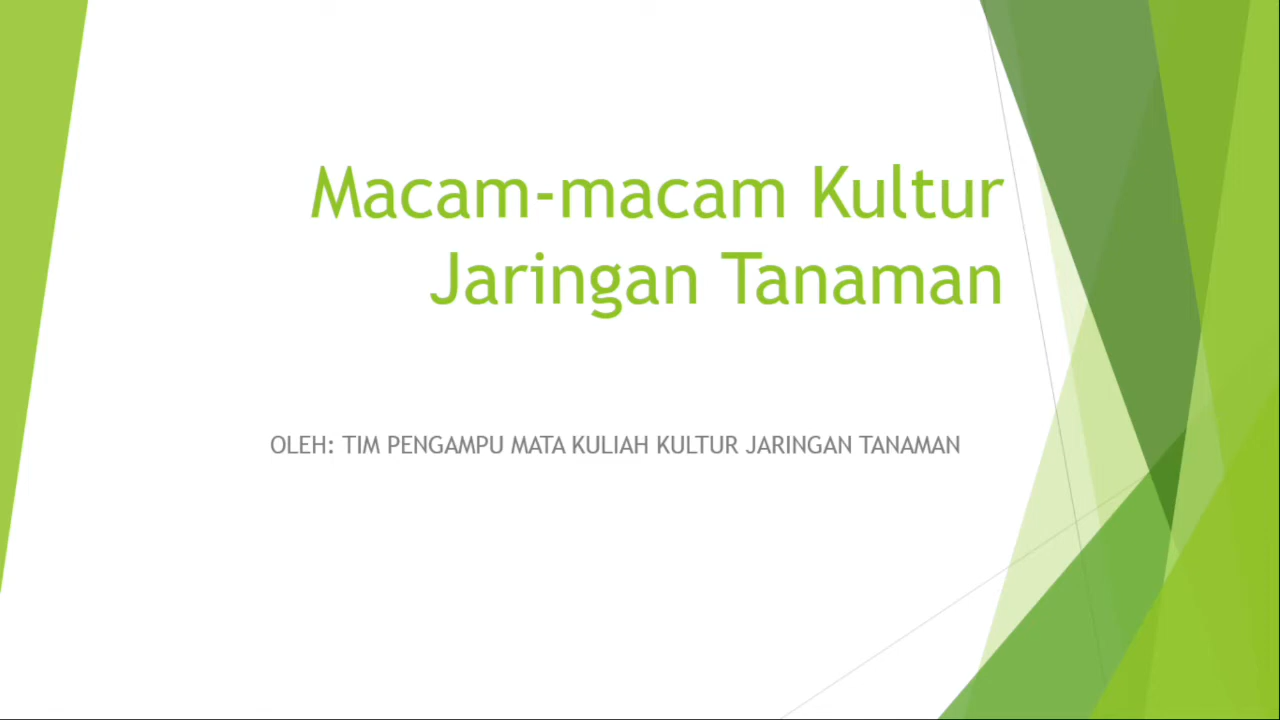 Macam-macam Kultur
Jaringan Tanaman
OLEH: TIM PENGAMPU MATA KULIAH KULTUR JARINGAN TANAMAN